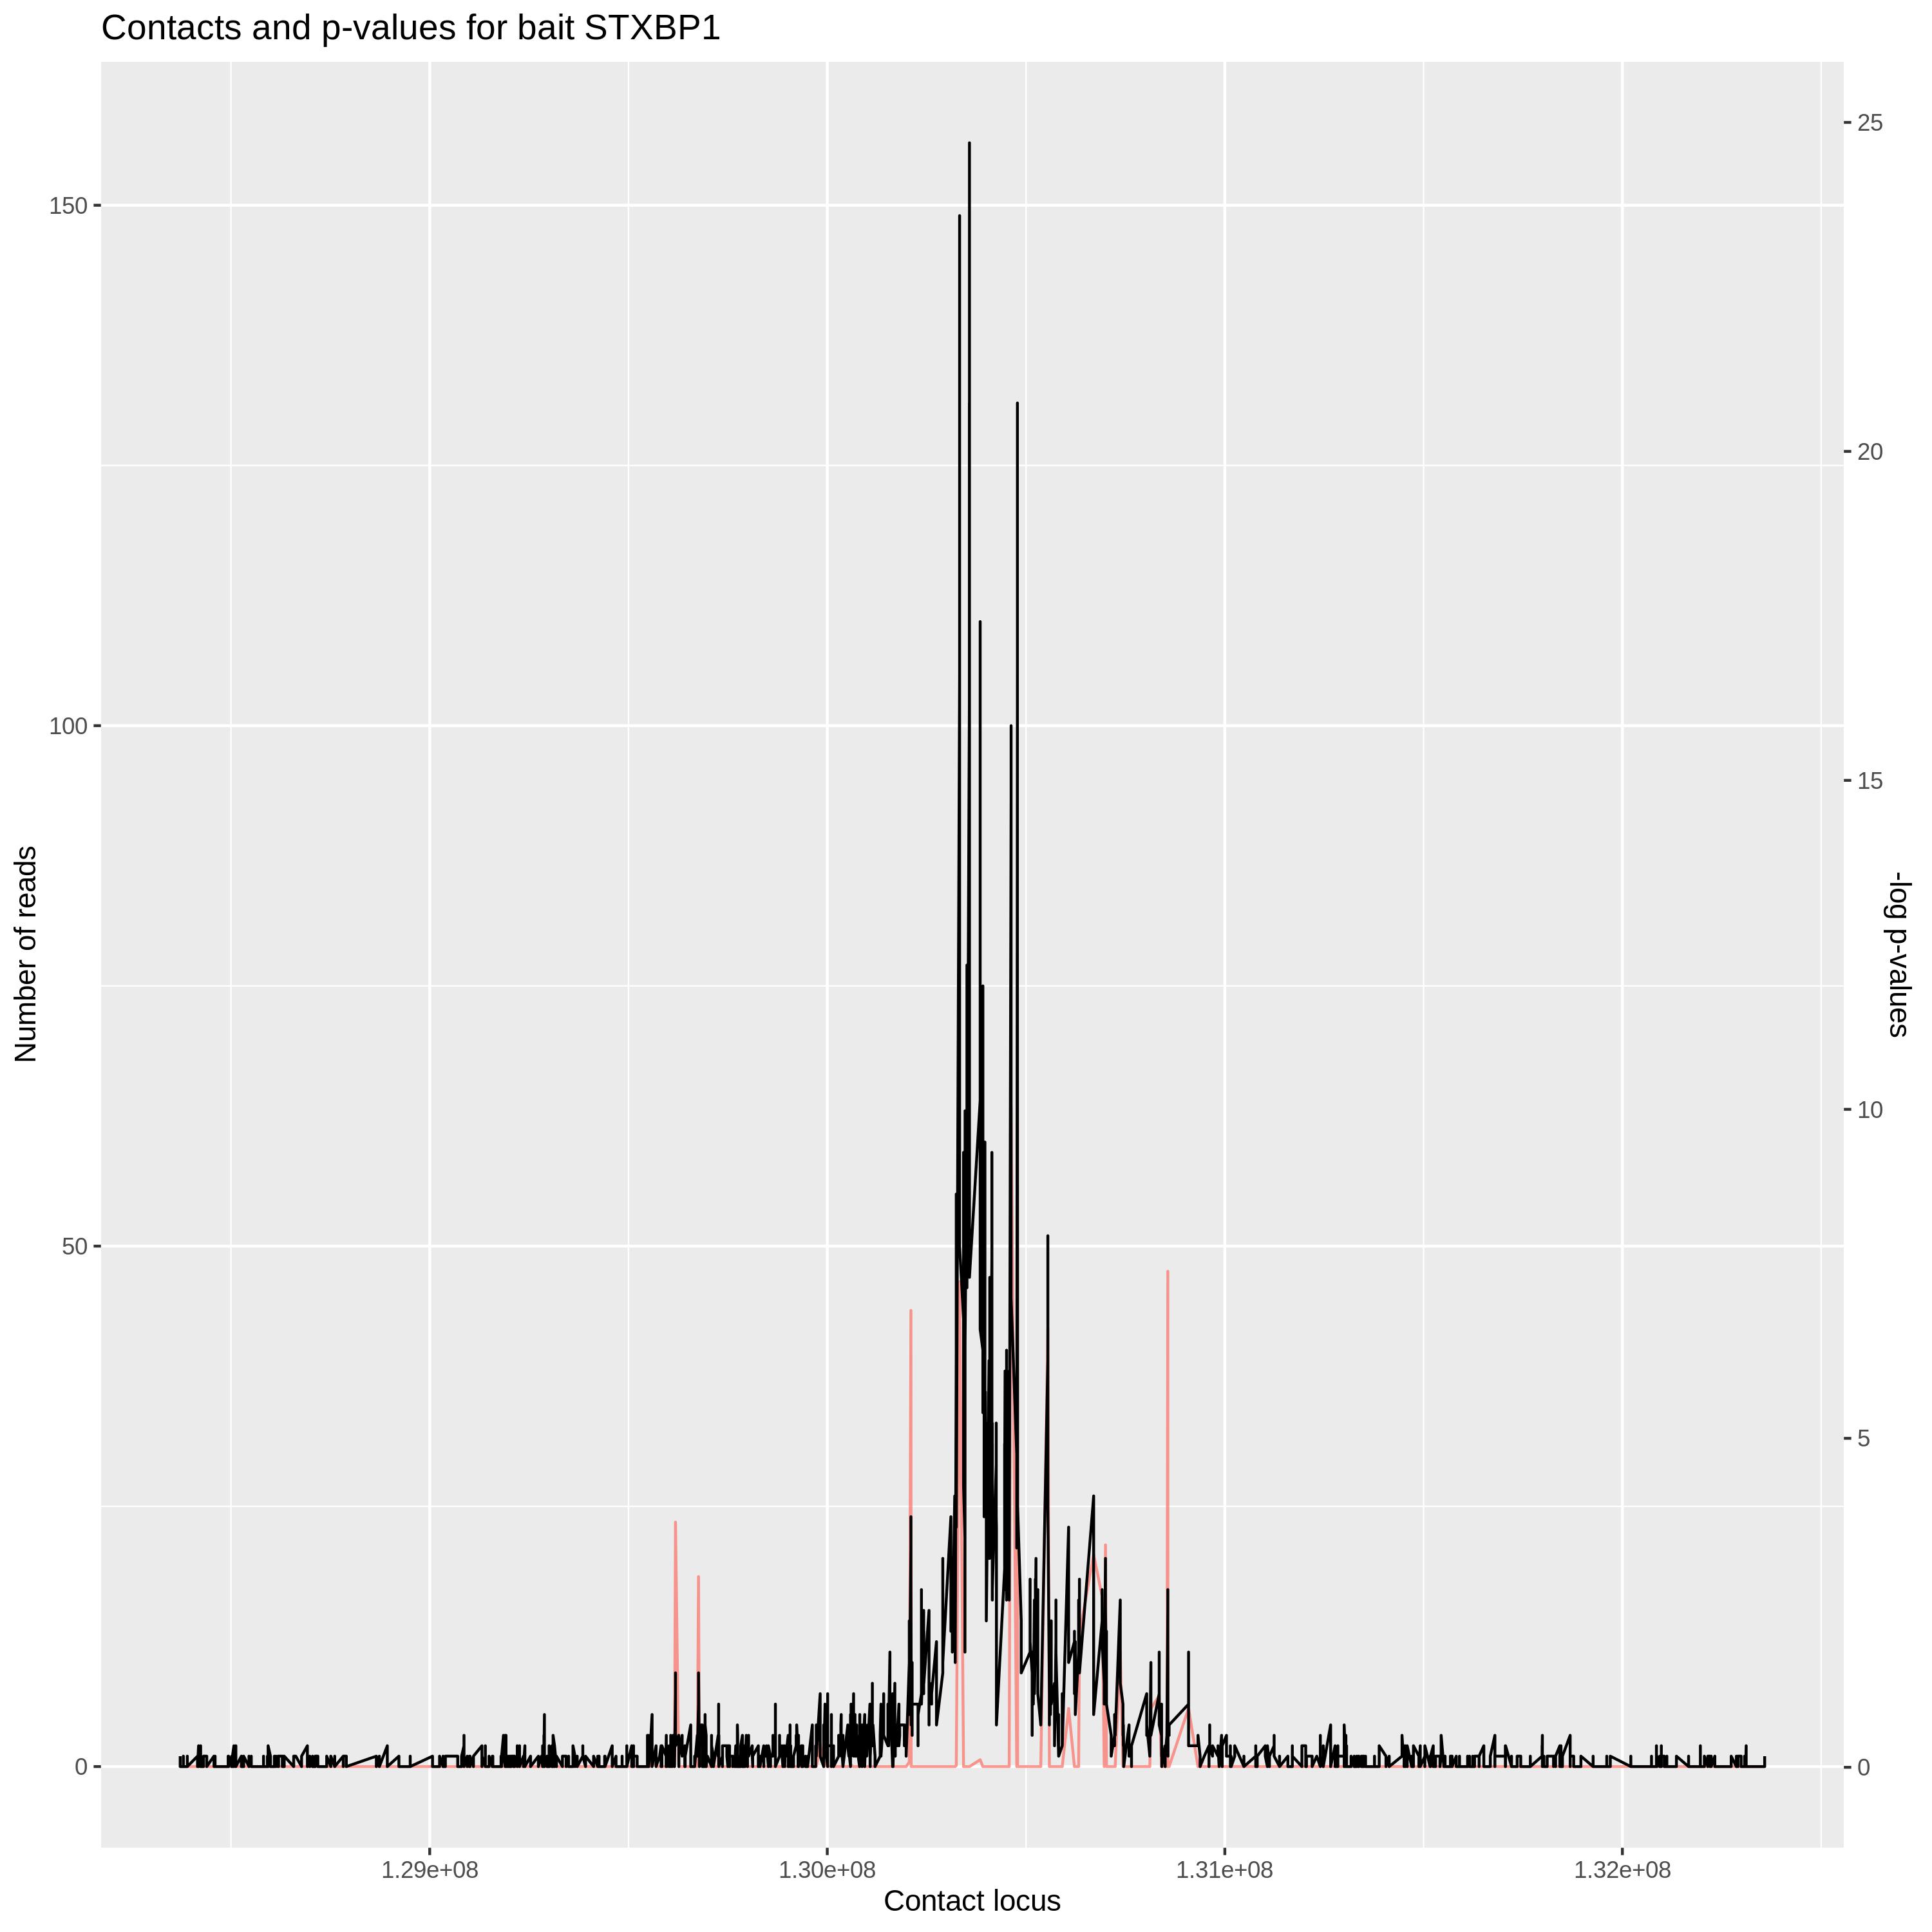 Contacts and p-values for bait STXBP1
150
100
50
0
25
20
15
10
5
0
Number of reads
-log p-values
1.29e+08
1.30e+08
1.31e+08
1.32e+08
Contact locus